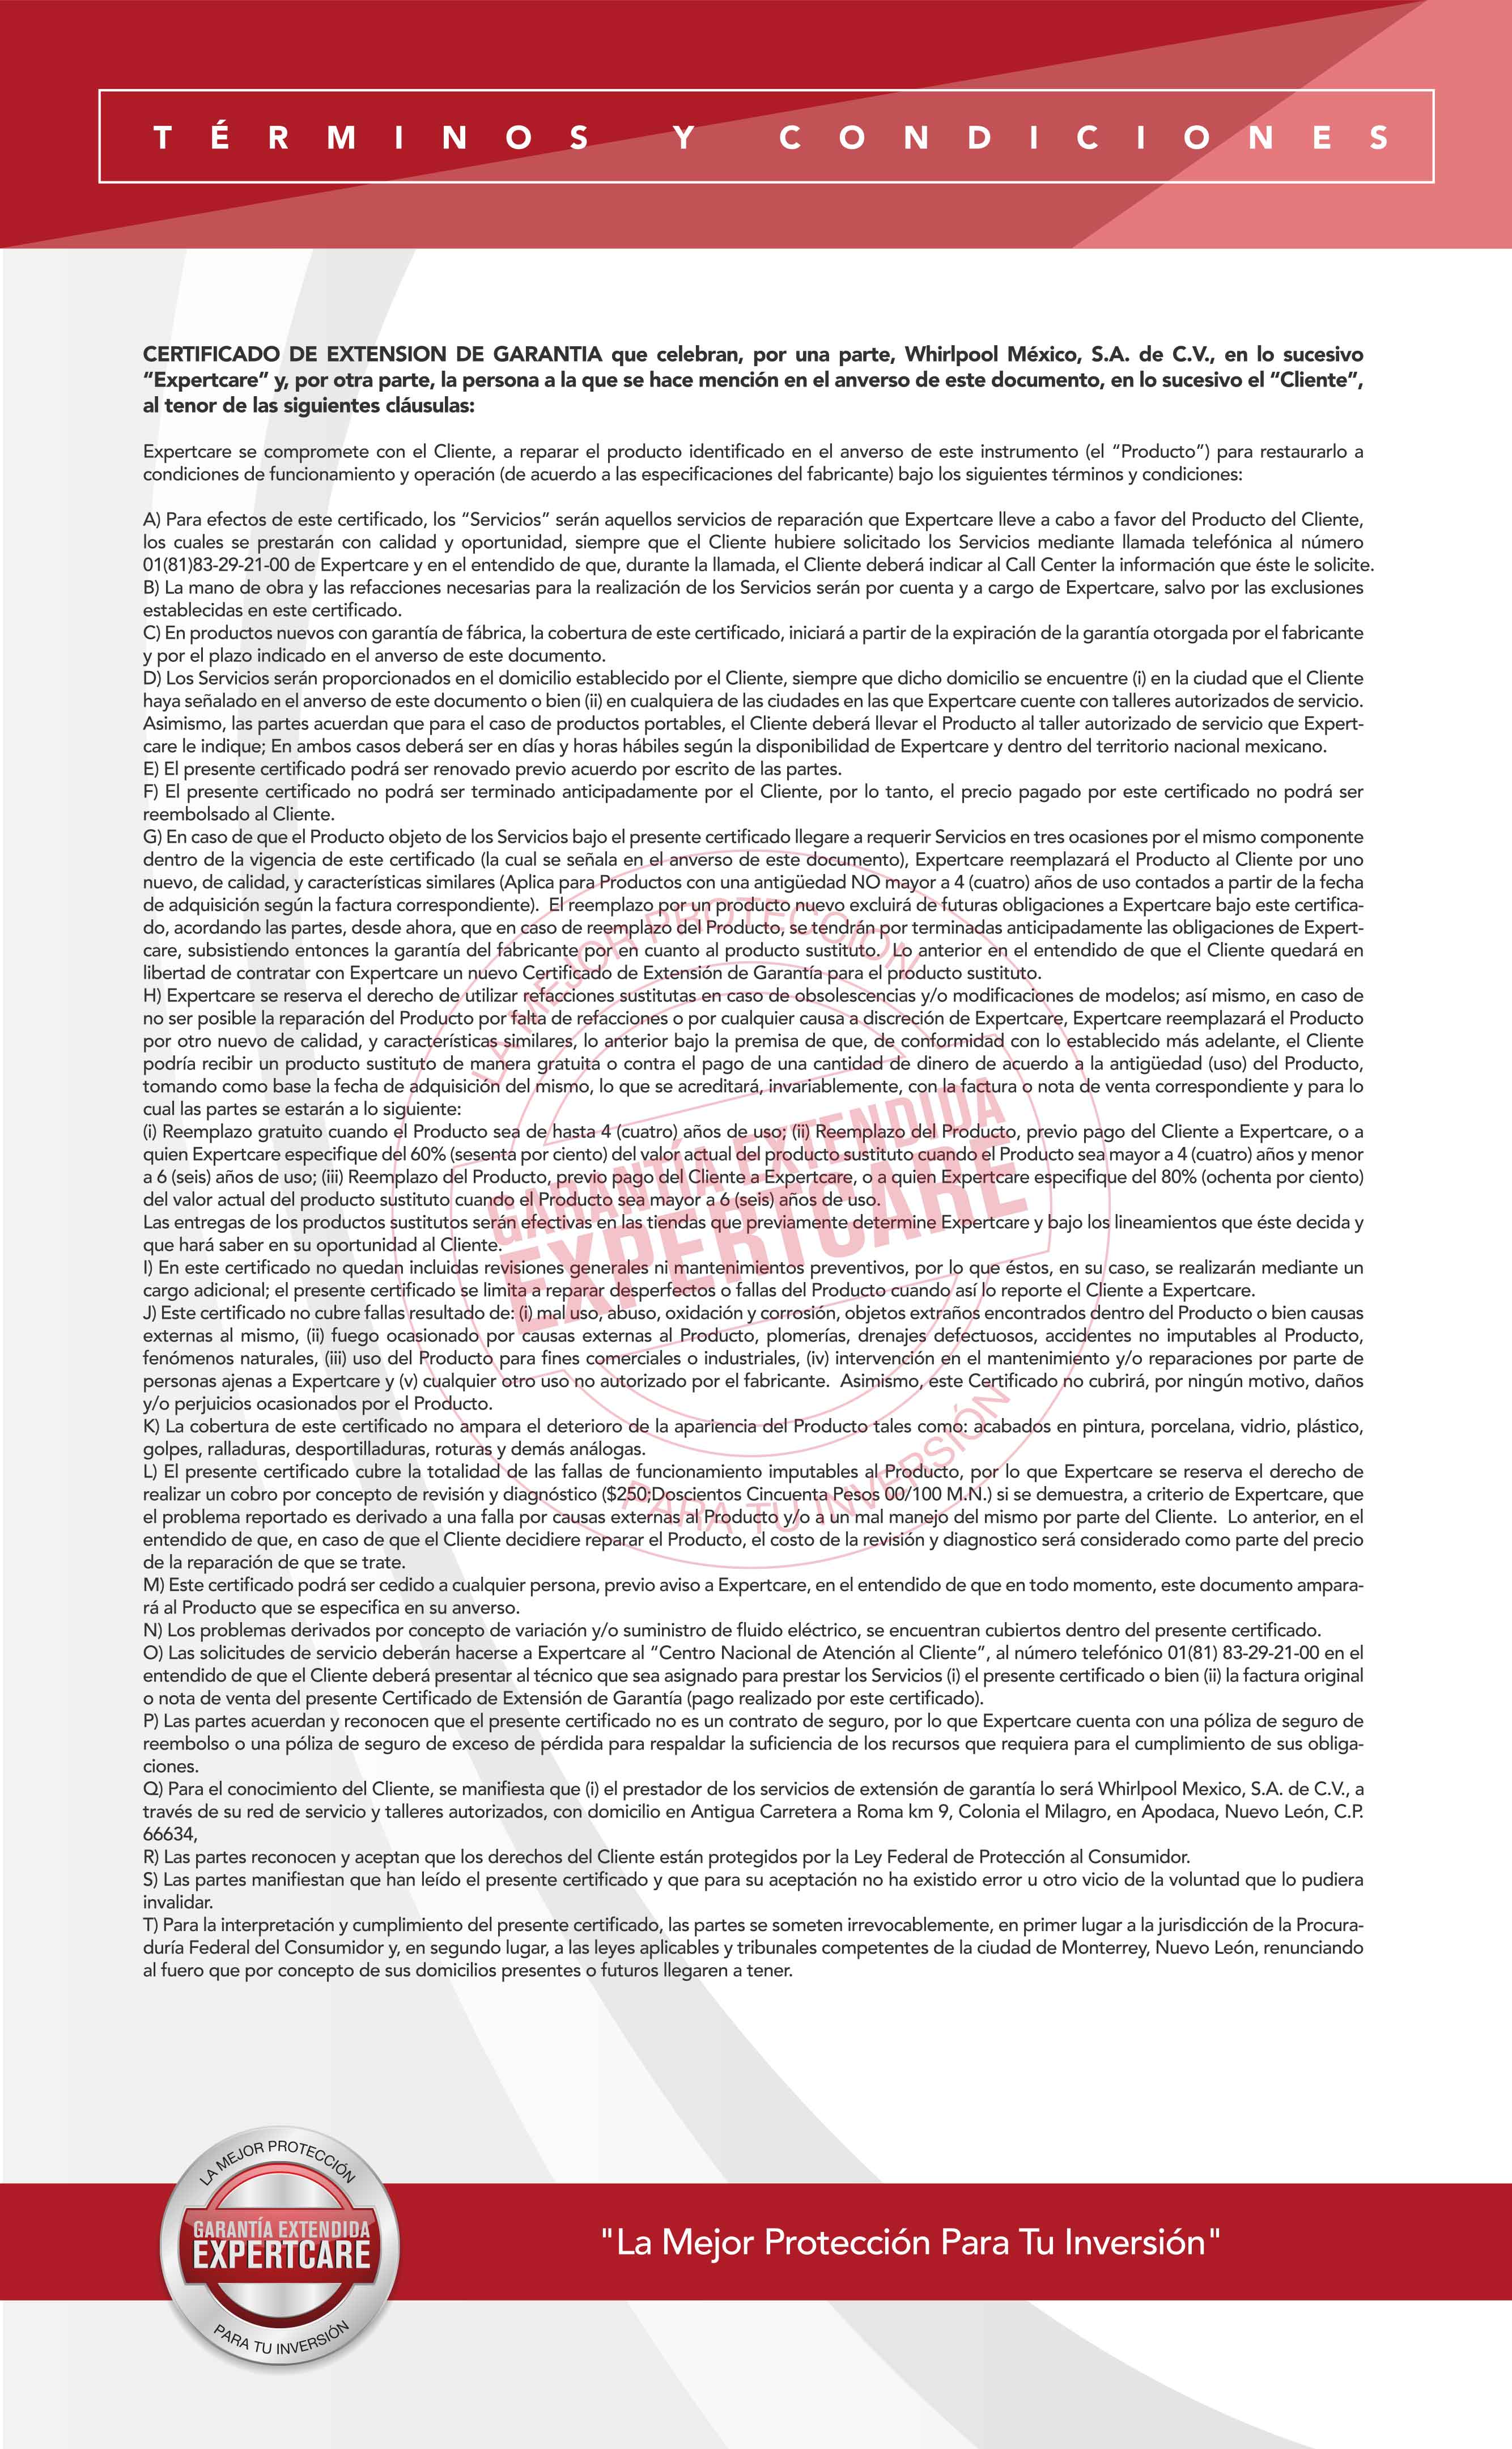 TÉRMINOS Y CONDICIONES
CERTIFICADO DE EXTENSION DE GARANTIA que celebran, por una parte, Whirlpool México, S.A. de C.V., en lo sucesivo
“Expertcare” y, por otra parte, la persona a la que se hace mención en el anverso de este documento, en lo sucesivo el “Cliente”,
al tenor de las siguientes cláusulas:
Expertcare se compromete con el Cliente, a reparar el producto identificado en el anverso de este instrumento (el “Producto”) para restaurarlo a
condiciones de funcionamiento y operación (de acuerdo a las especificaciones del fabricante) bajo los siguientes términos y condiciones:
A) Para efectos de este certificado, los “Servicios” serán aquellos servicios de reparación que Expertcare lleve a cabo a favor del Producto del Cliente,
los cuales se prestarán con calidad y oportunidad, siempre que el Cliente hubiere solicitado los Servicios mediante llamada telefónica al número
01(81)83-29-21-00 de Expertcare y en el entendido de que, durante la llamada, el Cliente deberá indicar al Call Center la información que éste le solicite.
B) La mano de obra y las refacciones necesarias para la realización de los Servicios serán por cuenta y a cargo de Expertcare, salvo por las exclusiones
establecidas en este certificado.
C) En productos nuevos con garantía de fábrica, la cobertura de este certificado, iniciará a partir de la expiración de la garantía otorgada por el fabricante
y por el plazo indicado en el anverso de este documento.
D) Los Servicios serán proporcionados en el domicilio establecido por el Cliente, siempre que dicho domicilio se encuentre (i) en la ciudad que el Cliente
haya señalado en el anverso de este documento o bien (ii) en cualquiera de las ciudades en las que Expertcare cuente con talleres autorizados de servicio.
Asimismo, las partes acuerdan que para el caso de productos portables, el Cliente deberá llevar el Producto al taller autorizado de servicio que Expert-
care le indique; En ambos casos deberá ser en días y horas hábiles según la disponibilidad de Expertcare y dentro del territorio nacional mexicano.
E) El presente certificado podrá ser renovado previo acuerdo por escrito de las partes.
F) El presente certificado no podrá ser terminado anticipadamente por el Cliente, por lo tanto, el precio pagado por este certificado no podrá ser
reembolsado al Cliente.
G) En caso de que el Producto objeto de los Servicios bajo el presente certificado llegare a requerir Servicios en tres ocasiones por el mismo componente
dentro de la vigencia de este certificado (la cual se señala en el anverso de este documento), Expertcare reemplazará el Producto al Cliente por uno
nuevo, de calidad, y características similares (Aplica para Productos con una antigüedad NO mayor a 4 (cuatro) años de uso contados a partir de la fecha
de adquisición según la factura correspondiente). El reemplazo por un producto nuevo excluirá de futuras obligaciones a Expertcare bajo este certifica-
do, acordando las partes, desde ahora, que en caso de reemplazo del Producto, se tendrán por terminadas anticipadamente las obligaciones de Expert-
care, subsistiendo entonces la garantía del fabricante por en cuanto al producto sustituto. Lo anterior en el entendido de que el Cliente quedará en
libertad de contratar con Expertcare un nuevo Certificado de Extensión de Garantía para el producto sustituto.
H) Expertcare se reserva el derecho de utilizar refacciones sustitutas en caso de obsolescencias y/o modificaciones de modelos; así mismo, en caso de
no ser posible la reparación del Producto por falta de refacciones o por cualquier causa a discreción de Expertcare, Expertcare reemplazará el Producto
por otro nuevo de calidad, y características similares, lo anterior bajo la premisa de que, de conformidad con lo establecido más adelante, el Cliente
podría recibir un producto sustituto de manera gratuita o contra el pago de una cantidad de dinero de acuerdo a la antigüedad (uso) del Producto,
tomando como base la fecha de adquisición del mismo, lo que se acreditará, invariablemente, con la factura o nota de venta correspondiente y para lo
cual las partes se estarán a lo siguiente:
(i) Reemplazo gratuito cuando el Producto sea de hasta 4 (cuatro) años de uso; (ii) Reemplazo del Producto, previo pago del Cliente a Expertcare, o a
quien Expertcare especifique del 60% (sesenta por ciento) del valor actual del producto sustituto cuando el Producto sea mayor a 4 (cuatro) años y menor
a 6 (seis) años de uso; (iii) Reemplazo del Producto, previo pago del Cliente a Expertcare, o a quien Expertcare especifique del 80% (ochenta por ciento)
del valor actual del producto sustituto cuando el Producto sea mayor a 6 (seis) años de uso.
Las entregas de los productos sustitutos serán efectivas en las tiendas que previamente determine Expertcare y bajo los lineamientos que éste decida y
que hará saber en su oportunidad al Cliente.
I) En este certificado no quedan incluidas revisiones generales ni mantenimientos preventivos, por lo que éstos, en su caso, se realizarán mediante un
cargo adicional; el presente certificado se limita a reparar desperfectos o fallas del Producto cuando así lo reporte el Cliente a Expertcare.
J) Este certificado no cubre fallas resultado de: (i) mal uso, abuso, oxidación y corrosión, objetos extraños encontrados dentro del Producto o bien causas
externas al mismo, (ii) fuego ocasionado por causas externas al Producto, plomerías, drenajes defectuosos, accidentes no imputables al Producto,
fenómenos naturales, (iii) uso del Producto para fines comerciales o industriales, (iv) intervención en el mantenimiento y/o reparaciones por parte de
personas ajenas a Expertcare y (v) cualquier otro uso no autorizado por el fabricante. Asimismo, este Certificado no cubrirá, por ningún motivo, daños
y/o perjuicios ocasionados por el Producto.
K) La cobertura de este certificado no ampara el deterioro de la apariencia del Producto tales como: acabados en pintura, porcelana, vidrio, plástico,
golpes, ralladuras, desportilladuras, roturas y demás análogas.
L) El presente certificado cubre la totalidad de las fallas de funcionamiento imputables al Producto, por lo que Expertcare se reserva el derecho de
realizar un cobro por concepto de revisión y diagnóstico ($250;Doscientos Cincuenta Pesos 00/100 M.N.) si se demuestra, a criterio de Expertcare, que
el problema reportado es derivado a una falla por causas externas al Producto y/o a un mal manejo del mismo por parte del Cliente. Lo anterior, en el
entendido de que, en caso de que el Cliente decidiere reparar el Producto, el costo de la revisión y diagnostico será considerado como parte del precio
de la reparación de que se trate.
M) Este certificado podrá ser cedido a cualquier persona, previo aviso a Expertcare, en el entendido de que en todo momento, este documento ampara-
rá al Producto que se especifica en su anverso.
N) Los problemas derivados por concepto de variación y/o suministro de fluido eléctrico, se encuentran cubiertos dentro del presente certificado.
O) Las solicitudes de servicio deberán hacerse a Expertcare al “Centro Nacional de Atención al Cliente”, al número telefónico 01(81) 83-29-21-00 en el
entendido de que el Cliente deberá presentar al técnico que sea asignado para prestar los Servicios (i) el presente certificado o bien (ii) la factura original
o nota de venta del presente Certificado de Extensión de Garantía (pago realizado por este certificado).
P) Las partes acuerdan y reconocen que el presente certificado no es un contrato de seguro, por lo que Expertcare cuenta con una póliza de seguro de
reembolso o una póliza de seguro de exceso de pérdida para respaldar la suficiencia de los recursos que requiera para el cumplimiento de sus obliga-
ciones.
Q) Para el conocimiento del Cliente, se manifiesta que (i) el prestador de los servicios de extensión de garantía lo será Whirlpool Mexico, S.A. de C.V., a
través de su red de servicio y talleres autorizados, con domicilio en Antigua Carretera a Roma km 9, Colonia el Milagro, en Apodaca, Nuevo León, C.P.
66634,
R) Las partes reconocen y aceptan que los derechos del Cliente están protegidos por la Ley Federal de Protección al Consumidor.
S) Las partes manifiestan que han leído el presente certificado y que para su aceptación no ha existido error u otro vicio de la voluntad que lo pudiera
invalidar.
T) Para la interpretación y cumplimiento del presente certificado, las partes se someten irrevocablemente, en primer lugar a la jurisdicción de la Procura-
duría Federal del Consumidor y, en segundo lugar, a las leyes aplicables y tribunales competentes de la ciudad de Monterrey, Nuevo León, renunciando
al fuero que por concepto de sus domicilios presentes o futuros llegaren a tener.
LA MEJOR PROTECCIÓN
GARANTÍA EXTENDIDA
EXPERTCARE
PARA TU INVERSIÓN
LA MEJOR PROTECCIÓN
GARANTÍA EXTENDIDA
EXPERTCARE
PARA TU INVERSIÓN
"La Mejor Protección Para Tu Inversión"